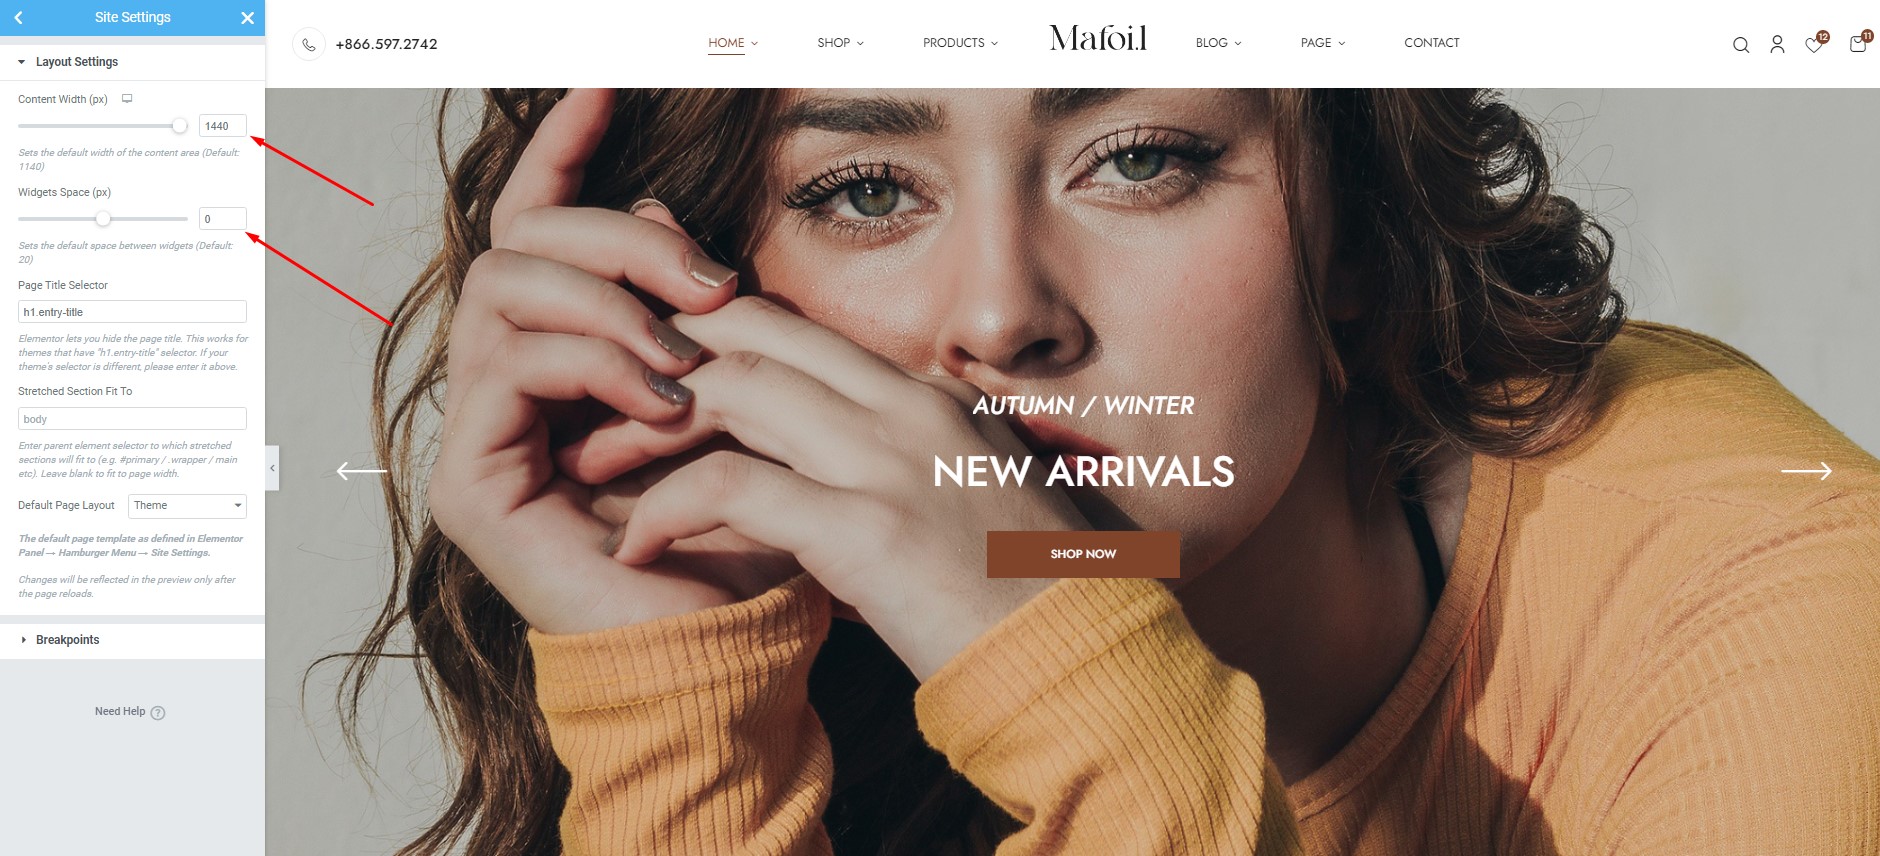 Site Settings
Layout Settings
Content Width (px)
1440
Sets the default width of the content area (Default:
1140)
Widgets Space (px)
0
Sets the default space between widgets (Default:
20)
Page Title Selector
h1.entry-title
Elementor lets you hide the page title. This works for
themes that have "h1.entry-title" selector. If your
theme's selector is different, please enter it above.
Stretched Section Fit To
body
Enter parent element selector to which stretched
sections will fit to (e.g. #primary / .wrapper / main
etc). Leave blank to fit to page width.
Default Page Layout Theme
The default page template as defined in Elementor
Panel → Hamburger Menu → Site Settings.
Changes will be reflected in the preview only after
the page reloads.
Breakpoints
Need Help ?
+866.597.2742
HOME SHOP PRODUCTS Mafoil BLOG PAGE CONTACT
12 11
AUTUMN / WINTER
NEW ARRIVALS
SHOP NOW